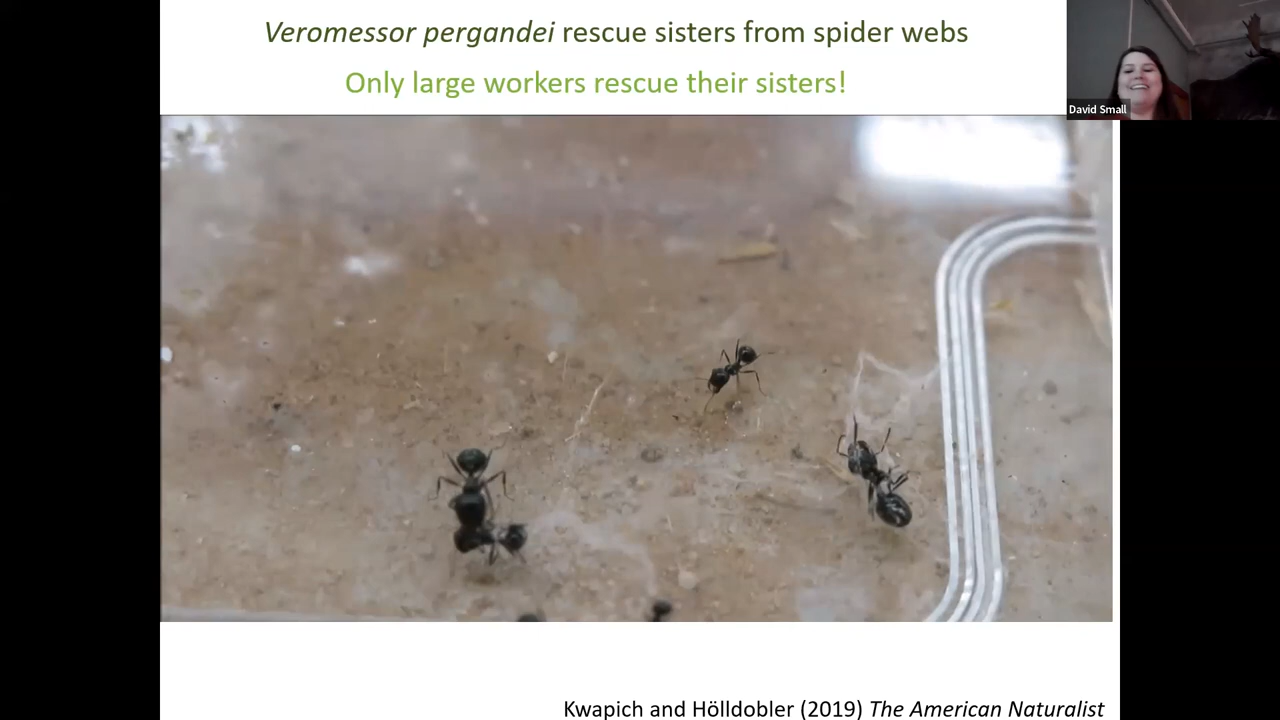 Veromessor pergandei rescue sisters from spider webs
Only large workers rescue their sisters!
David Small
Kwapich and Hölldobler (2019) The American Naturalist